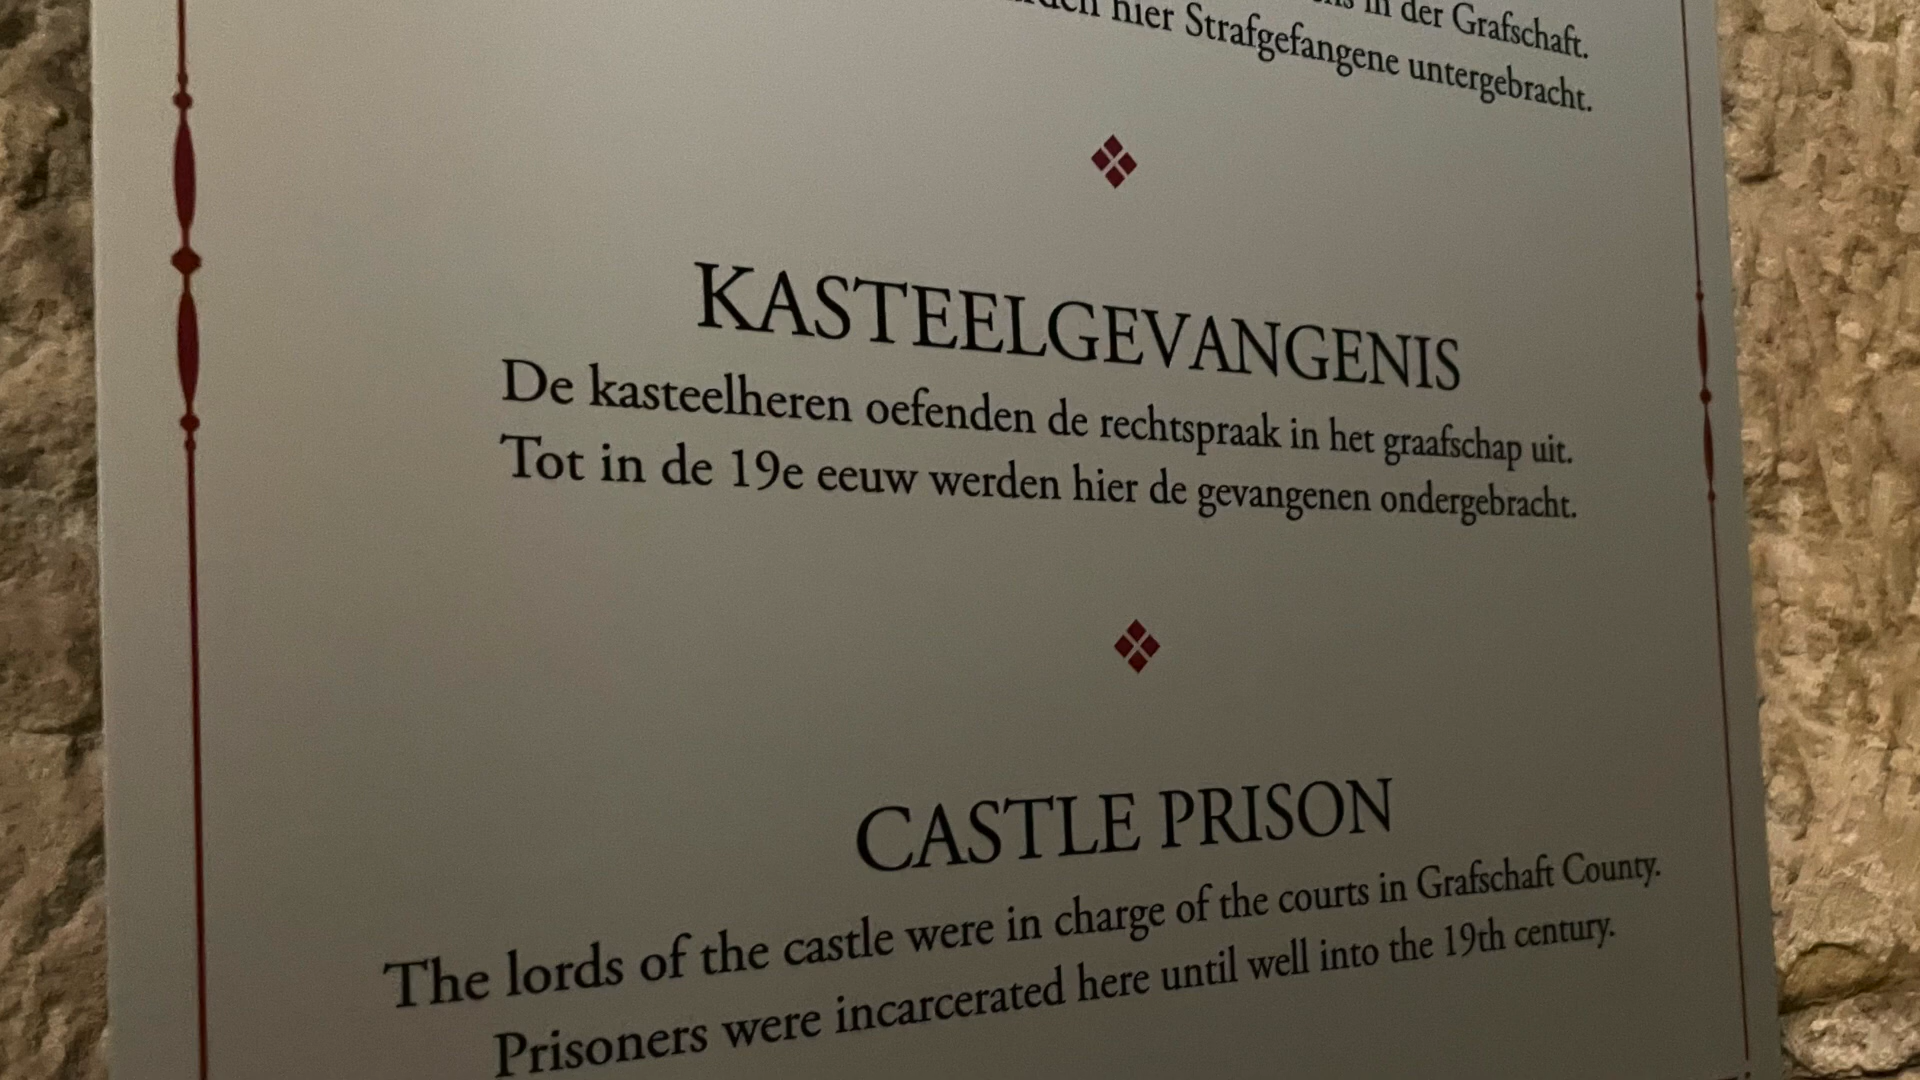 in der Grafschaft.
hier Strafgefangene untergebracht.
KASTEELGEVANGENIS
De kasteelheren oefenden de rechtspraak in het graafschap uit.
Tot in de 19e eeuw werden hier de gevangenen ondergebracht.
CASTLE PRISON
The lords of the castle were in charge of the courts in Grafschaft County.
Prisoners were incarcerated here until well into the 19th century.